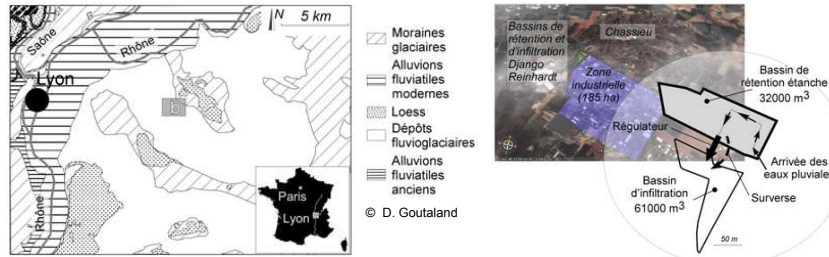 N
5 km
Saône
Rhône
Lyon
b
Rhône
Paris
Lyon
Moraines
glaciaires
Alluvions
fluviatiles
modernes
Loess
Dépôts
fluvioglaciaires
Alluvions
fluviatiles
anciens
© D. Goutaland
Bassins de
rétention et
d'infiltration
Django
Reinhardt
Chassieu
Zone
industrielle
(185 ha)
Bassin de
rétention étanche
32000 m³
Régulateur
Arrivée des
eaux pluviale
Surverse
Bassin
d'infiltration
61000 m³
50 m